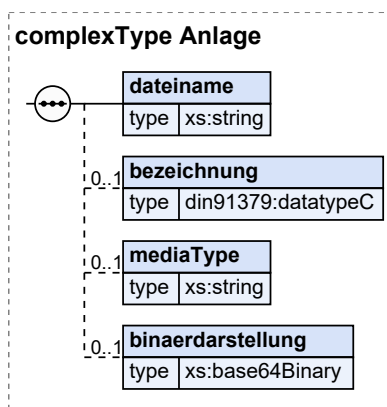 complexType Anlage
dateiname
type xs:string
0..1 bezeichnung
type din91379:datatypeC
0..1 mediaType
type xs:string
0..1 binaerdarstellung
type xs:base64Binary